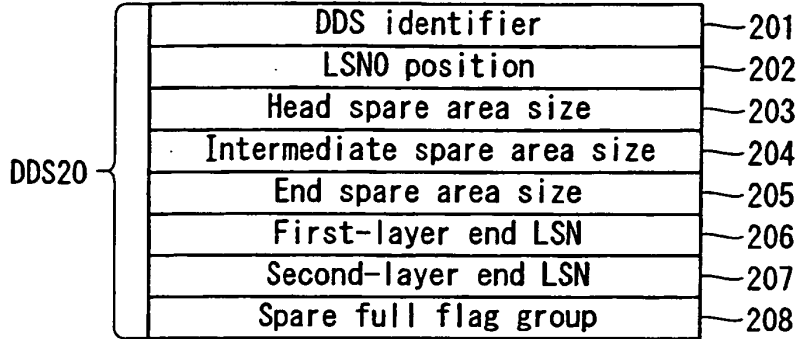 DDS identifier 201
LSN0 position 202
Head spare area size 203
Intermediate spare area size 204
DDS20
End spare area size 205
First-layer end LSN 206
Second-layer end LSN 207
Spare full flag group 208